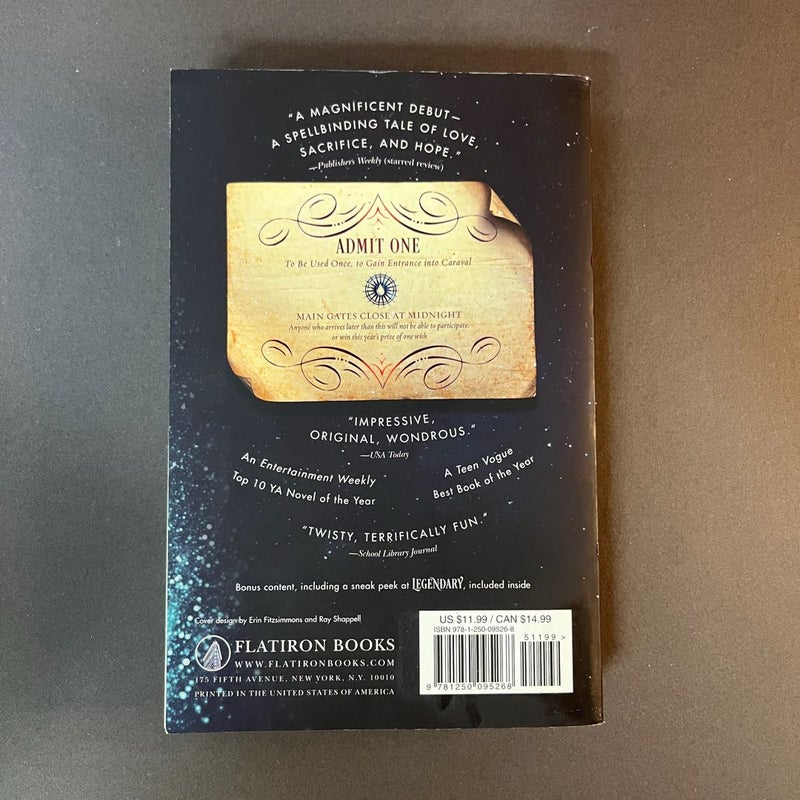 “A MAGNIFICENT DEBUT—
A SPELLBINDING TALE OF LOVE,
SACRIFICE, AND HOPE.”
—Publishers Weekly (starred review)
ADMIT ONE
To Be Used Once, to Gain Entrance into Caraval
MAIN GATES CLOSE AT MIDNIGHT
Anyone who arrives later than this will not be able to participate,
or win this year's prize of one wish
“IMPRESSIVE,
ORIGINAL, WONDROUS.”
—USA Today
An Entertainment Weekly
Top 10 YA Novel of the Year
A Teen Vogue
Best Book of the Year
“TWISTY, TERRIFICALLY FUN.”
—School Library Journal
Bonus content, including a sneak peek at LEGENDARY, included inside
Cover design by Erin Fitzsimmons and Ray Shappell
FLATIRON BOOKS
WWW.FLATIRONBOOKS.COM
175 FIFTH AVENUE, NEW YORK, N.Y. 10010
PRINTED IN THE UNITED STATES OF AMERICA
US $11.99 / CAN $14.99
ISBN 978-1-250-09526-8
51199>
9 781250 095268